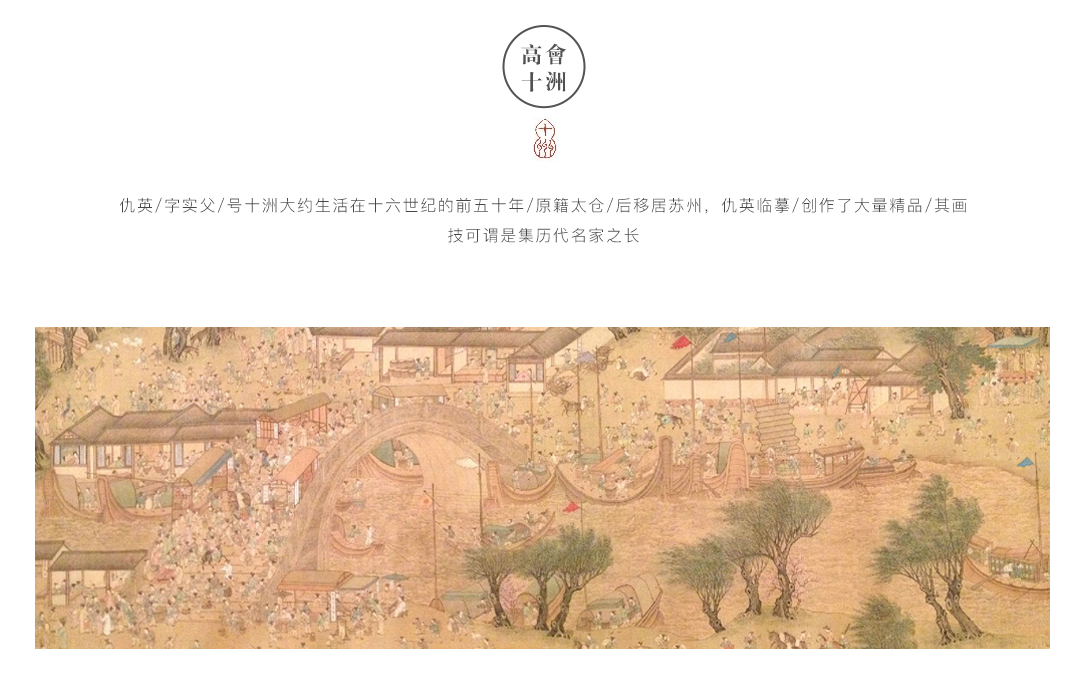 高會
十洲
十洲
仇英/字实父/号十洲大约生活在十六世纪的前五十年/原籍太仓/后移居苏州，仇英临摹/创作了大量精品/其画
技可谓是集历代名家之长